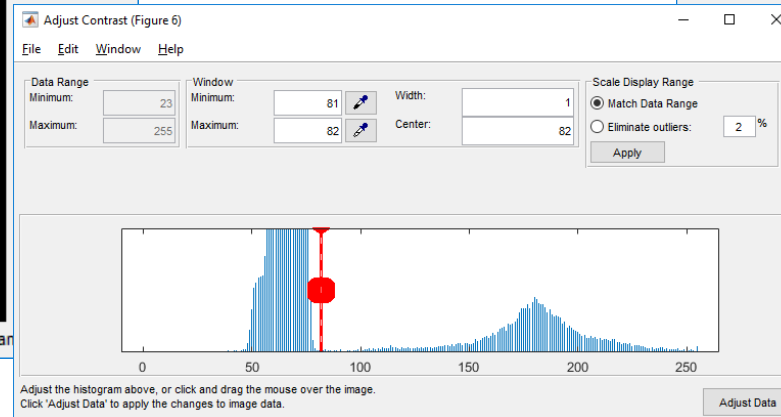 Adjust Contrast (Figure 6)
File Edit Window Help
Data Range
Minimum: 23
Maximum: 255
Window
Minimum: 81
Maximum: 82
Width: 1
Center: 82
Scale Display Range
Match Data Range
Eliminate outliers: 2 %
Apply
0 50 100 150 200 250
Adjust the histogram above, or click and drag the mouse over the image.
Click 'Adjust Data' to apply the changes to image data.
Adjust Data